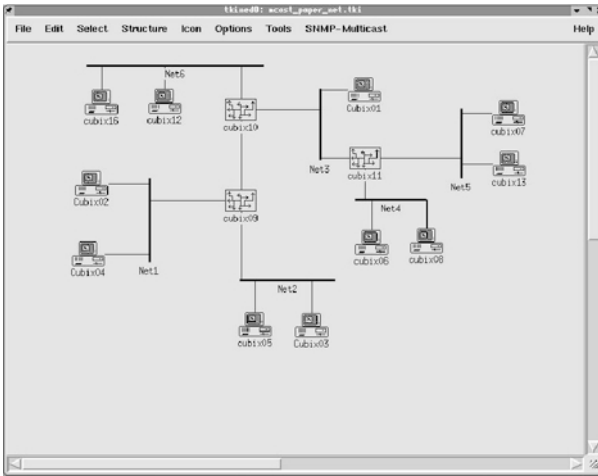 tkined0: mcast_paper_net.tki
File Edit Select Structure Icon Options Tools SNMP-Multicast Help
Net6
cubix16 cubix12 cubix10 Cubix01 cubix07
Net3 cubix11 Net5 cubix13
Cubix02 cubix09 Net4
cubix06 cubix08
Cubix04 Net1
Net2
cubix05 Cubix03